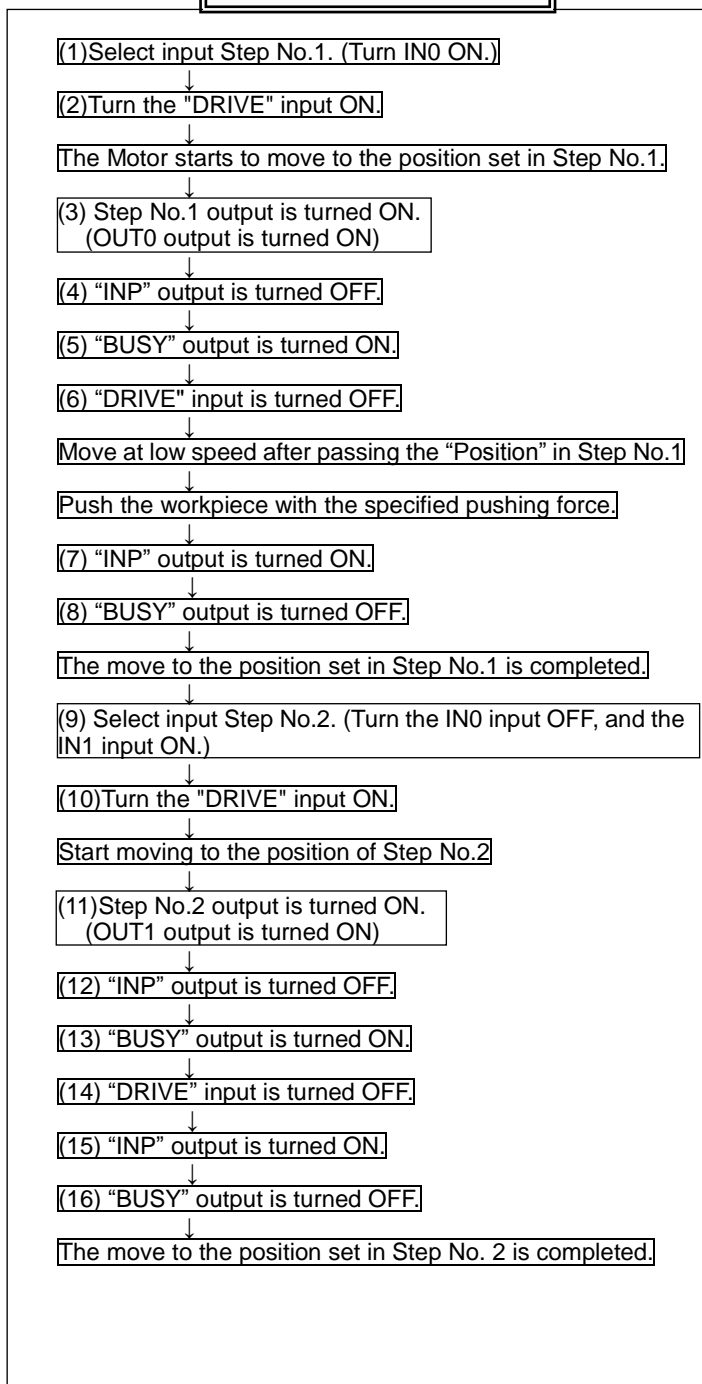 (1)Select input Step No.1. (Turn IN0 ON.)
↓
(2)Turn the "DRIVE" input ON.
↓
The Motor starts to move to the position set in Step No.1.
↓
(3) Step No.1 output is turned ON.
(OUT0 output is turned ON)
↓
(4) “INP” output is turned OFF.
↓
(5) “BUSY” output is turned ON.
↓
(6) “DRIVE" input is turned OFF.
↓
Move at low speed after passing the “Position” in Step No.1
↓
Push the workpiece with the specified pushing force.
↓
(7) “INP” output is turned ON.
↓
(8) “BUSY” output is turned OFF.
↓
The move to the position set in Step No.1 is completed.
↓
(9) Select input Step No.2. (Turn the IN0 input OFF, and the
IN1 input ON.)
↓
(10)Turn the "DRIVE" input ON.
↓
Start moving to the position of Step No.2
↓
(11)Step No.2 output is turned ON.
(OUT1 output is turned ON)
↓
(12) “INP” output is turned OFF.
↓
(13) “BUSY” output is turned ON.
↓
(14) “DRIVE” input is turned OFF.
↓
(15) “INP” output is turned ON.
↓
(16) “BUSY” output is turned OFF.
↓
The move to the position set in Step No. 2 is completed.